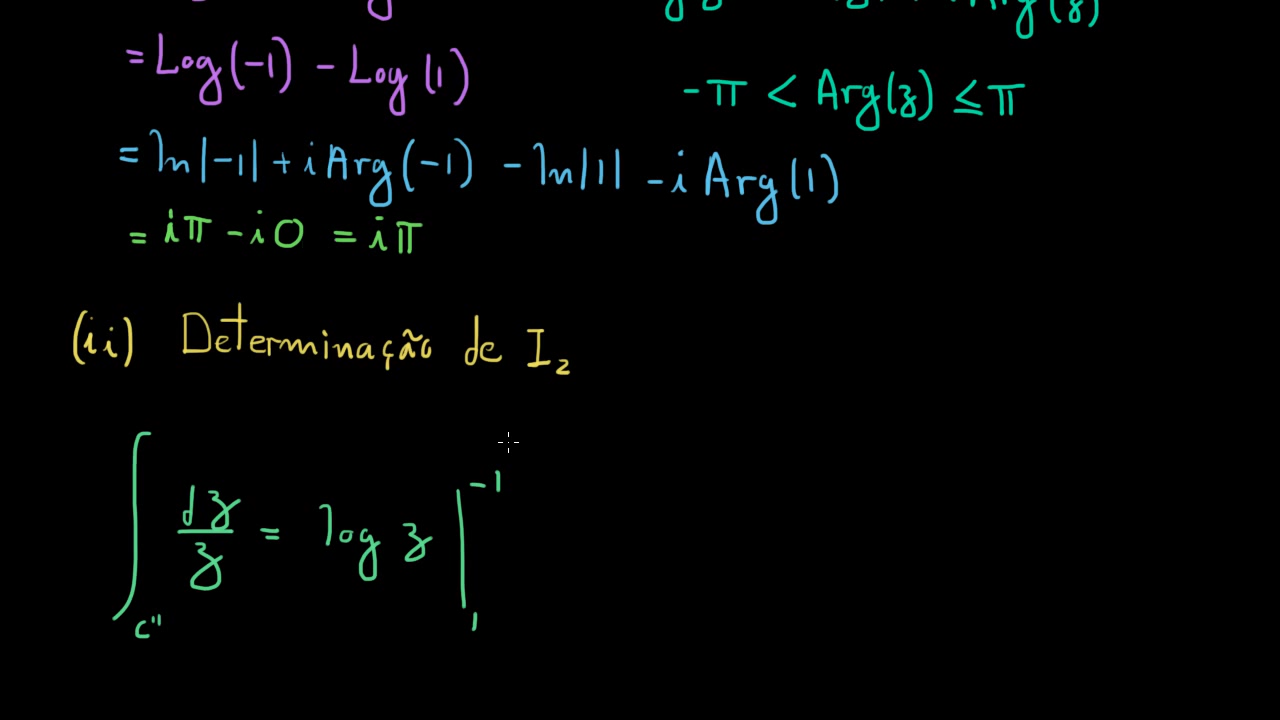 = Log(-1) - Log(1)
-π < Arg(z) ≤ π
= ln|-1| + i Arg(-1) - ln|1| - i Arg(1)
= iπ - i0 = iπ
(ii) Determinação de I₂
∫_{C''} dz/z = log z |_{1}^{-1}